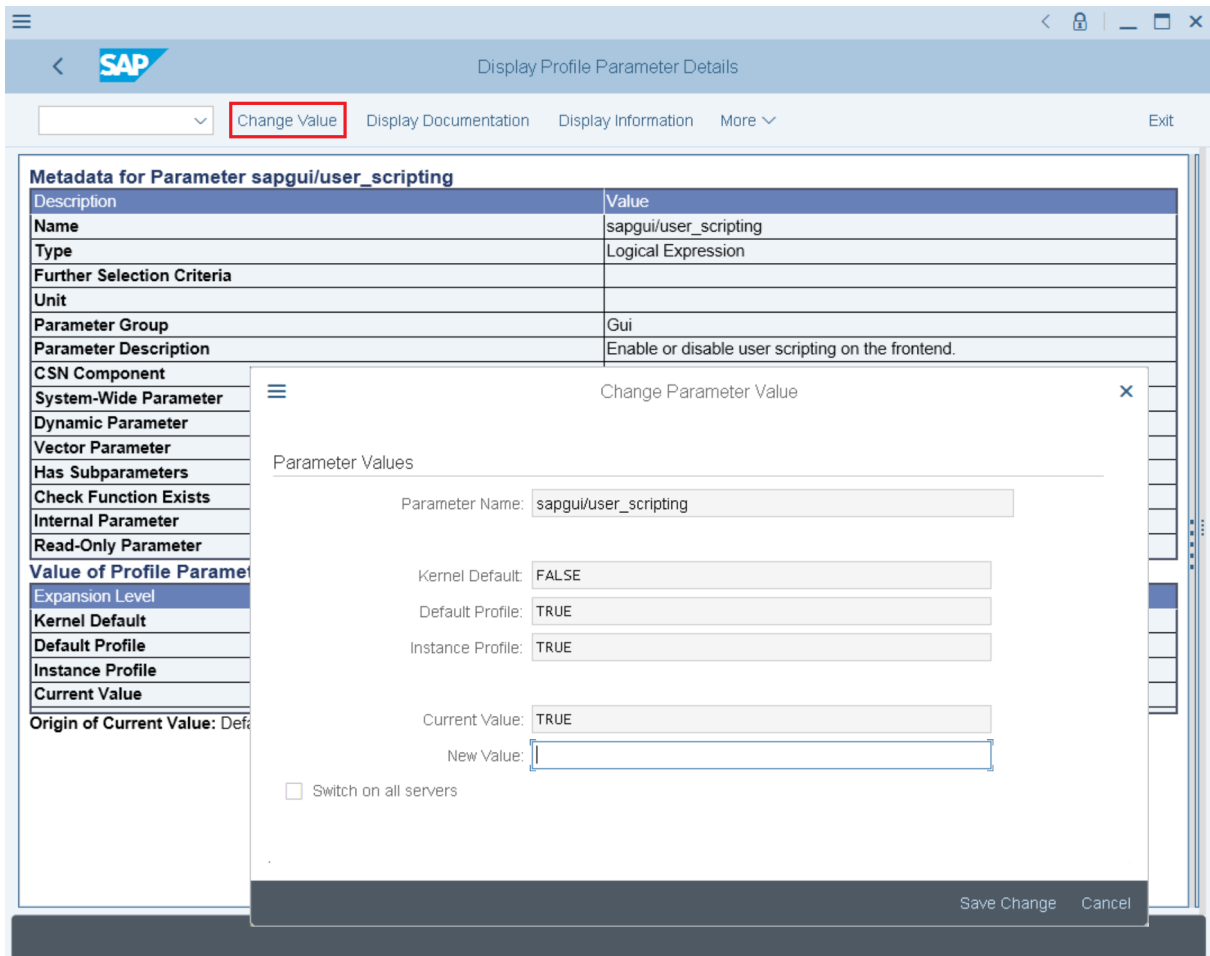 SAP
Display Profile Parameter Details
Change Value Display Documentation Display Information More Exit
Metadata for Parameter sapgui/user_scripting
Description Value
Name sapgui/user_scripting
Type Logical Expression
Further Selection Criteria
Unit
Parameter Group Gui
Parameter Description Enable or disable user scripting on the frontend.
CSN Component
System-Wide Parameter
Dynamic Parameter
Vector Parameter
Has Subparameters
Check Function Exists
Internal Parameter
Read-Only Parameter
Value of Profile Paramet
Expansion Level
Kernel Default
Default Profile
Instance Profile
Current Value
Origin of Current Value: Defa
Change Parameter Value
Parameter Values
Parameter Name: sapgui/user_scripting
Kernel Default: FALSE
Default Profile: TRUE
Instance Profile: TRUE
Current Value: TRUE
New Value:
Switch on all servers
Save Change Cancel